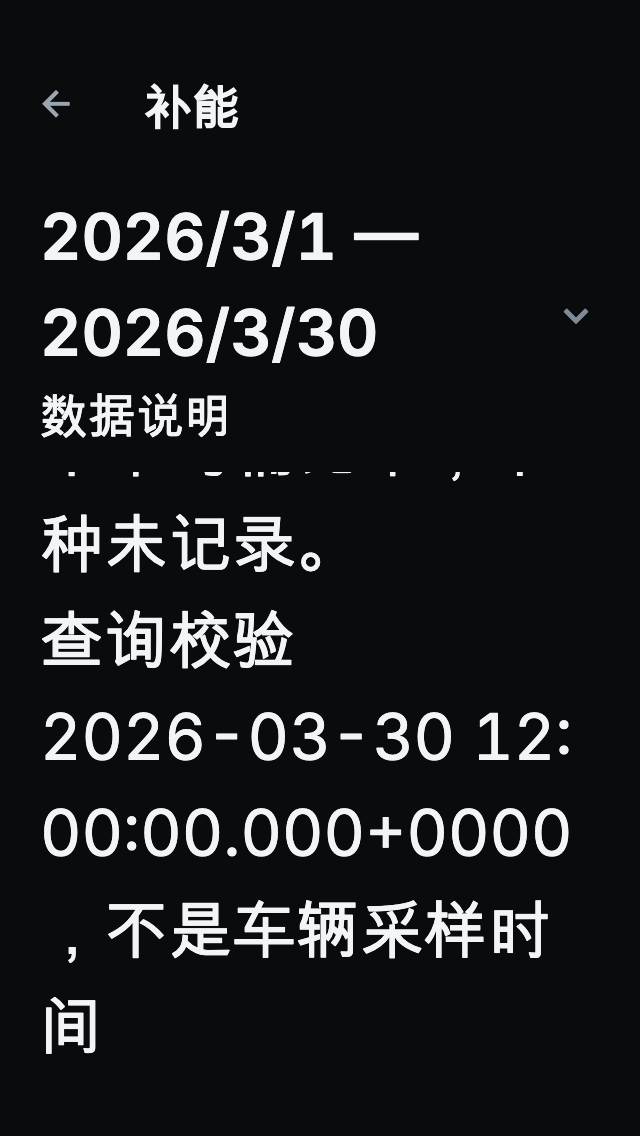 补能
2026/3/1 —
2026/3/30
数据说明
种未记录。
查询校验
2026-03-30 12:
00:00.000+0000
，不是车辆采样时
间